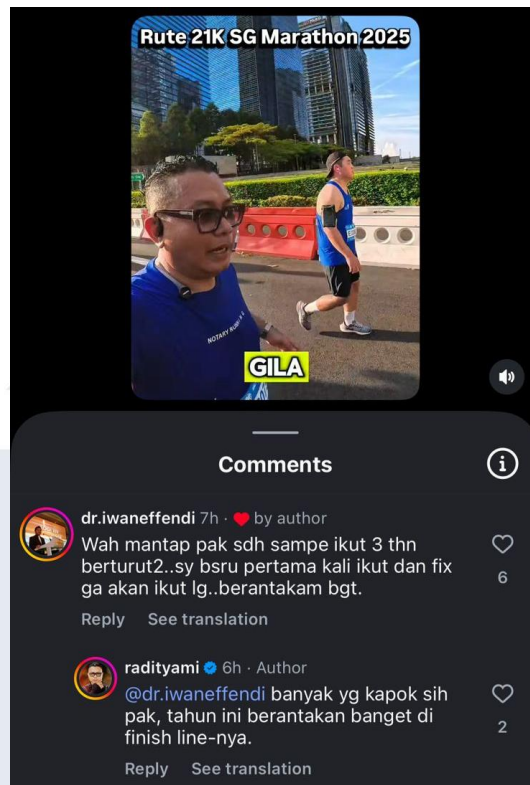 Rute 21K SG Marathon 2025
NOTARY RUN
GILA
Comments
dr.iwaneffendi 7h · ❤ by author
Wah mantap pak sdh sampe ikut 3 thn
berturut2..sy bsru pertama kali ikut dan fix
ga akan ikut lg..berantakam bgt.
6
Reply See translation
radityami 6h · Author
@dr.iwaneffendi banyak yg kapok sih
pak, tahun ini berantakan banget di
finish line-nya.
2
Reply See translation